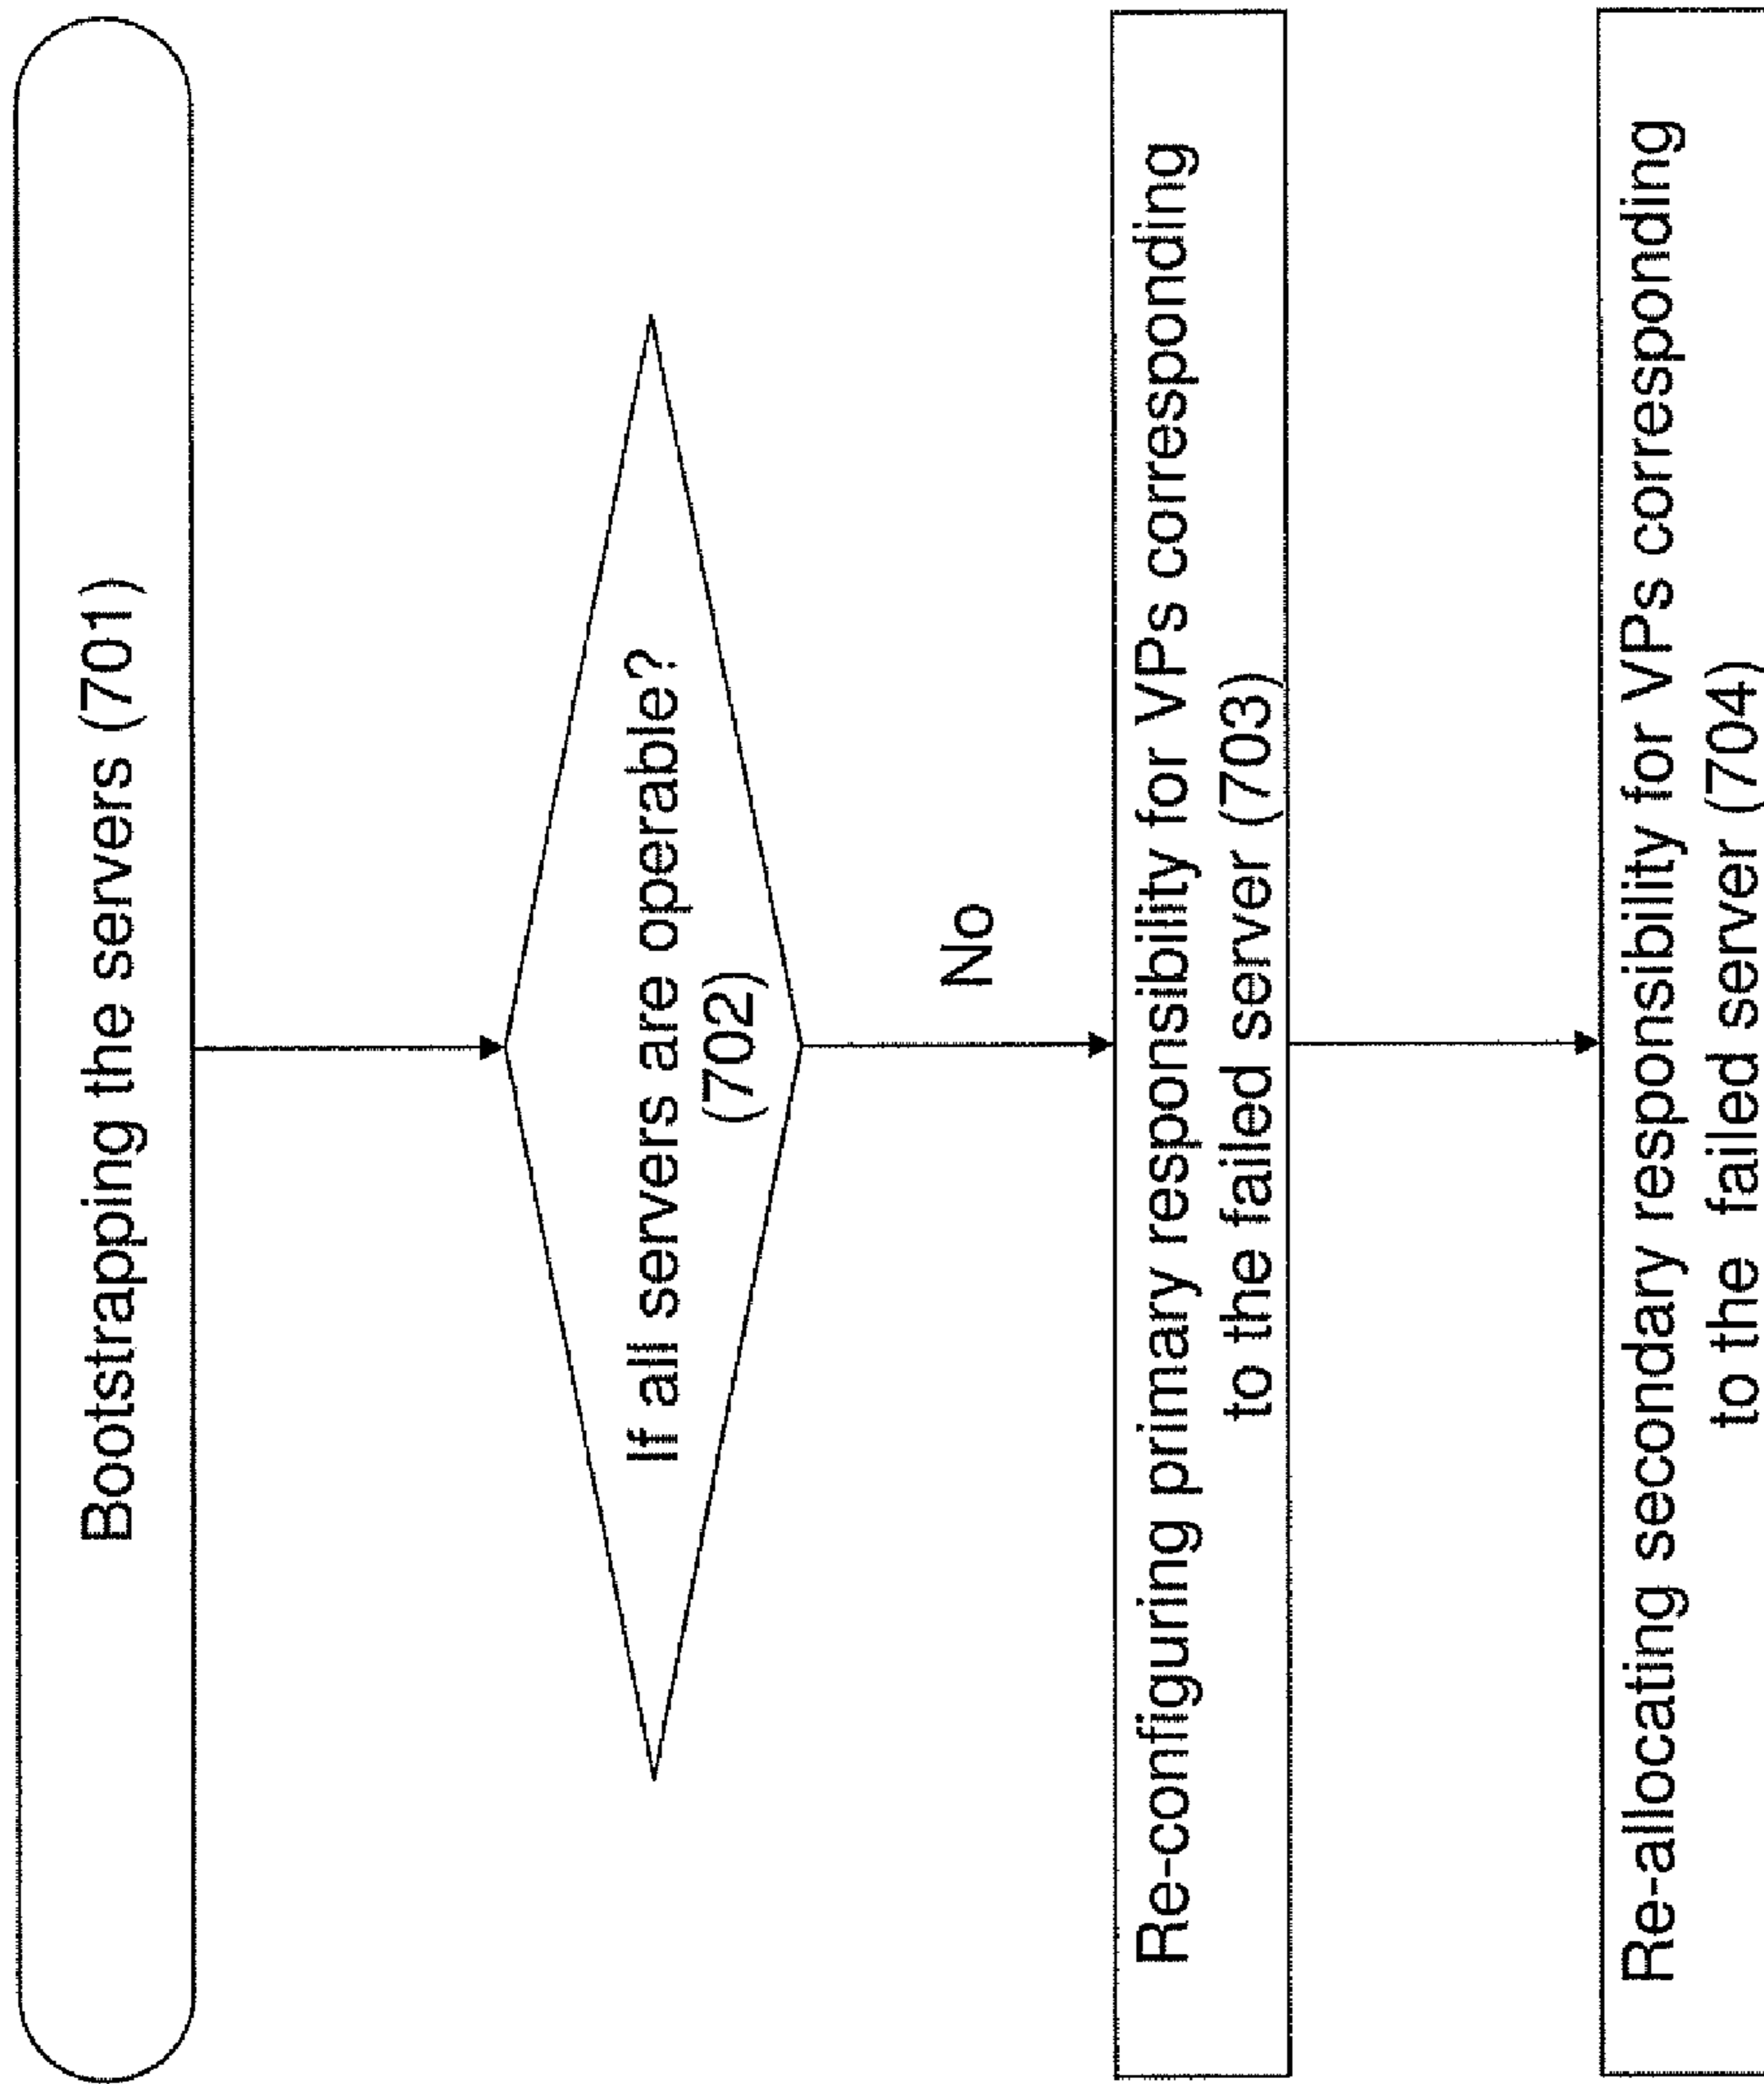 Bootstrapping the servers (701)
If all servers are operable?
(702)
No
Re-configuring primary responsibility for VPs corresponding
to the failed server (703)
Re-allocating secondary responsibility for VPs corresponding
to the failed server (704)